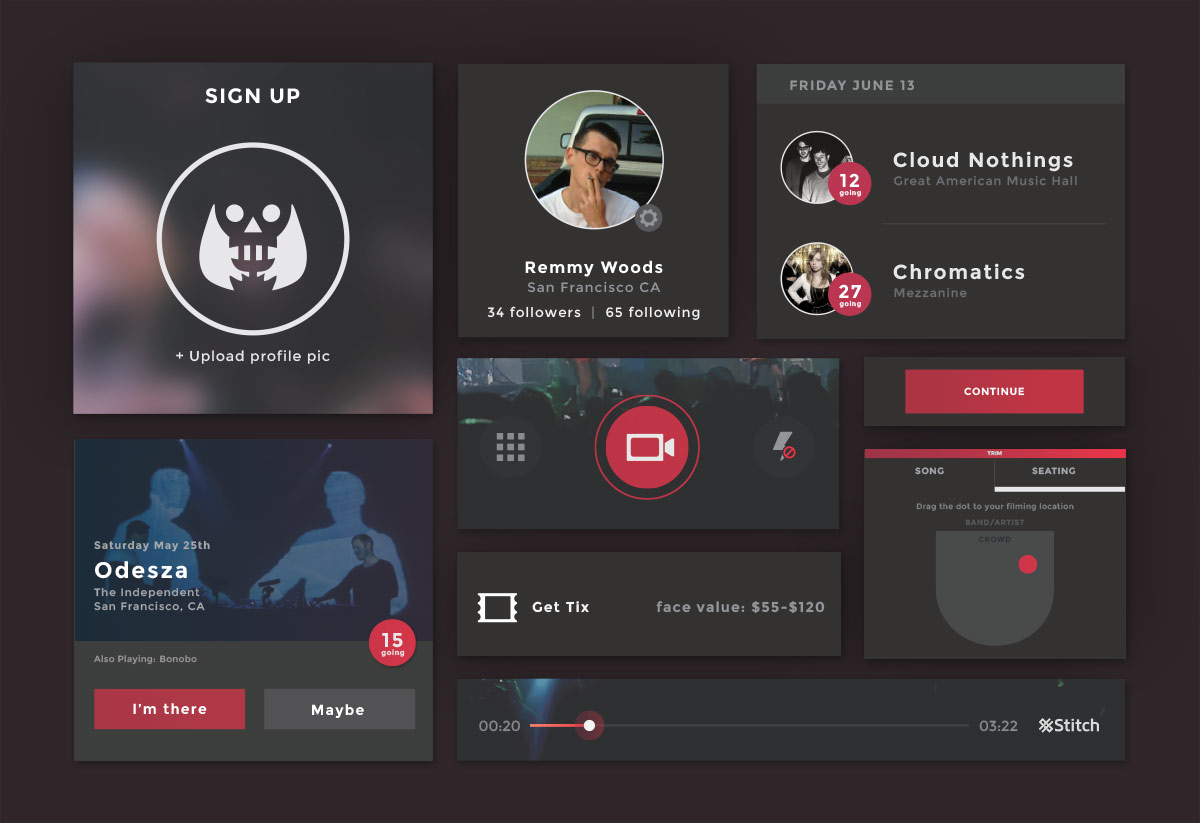 SIGN UP
+ Upload profile pic
Remmy Woods
San Francisco CA
34 followers | 65 following
FRIDAY JUNE 13
12
going
Cloud Nothings
Great American Music Hall
27
going
Chromatics
Mezzanine
CONTINUE
Saturday May 25th
Odesza
The Independent
San Francisco, CA
15
going
Also Playing: Bonobo
I'm there
Maybe
Get Tix
face value: $55-$120
TRIM
SONG
SEATING
Drag the dot to your filming location
BAND/ARTIST
CROWD
00:20
03:22
Stitch